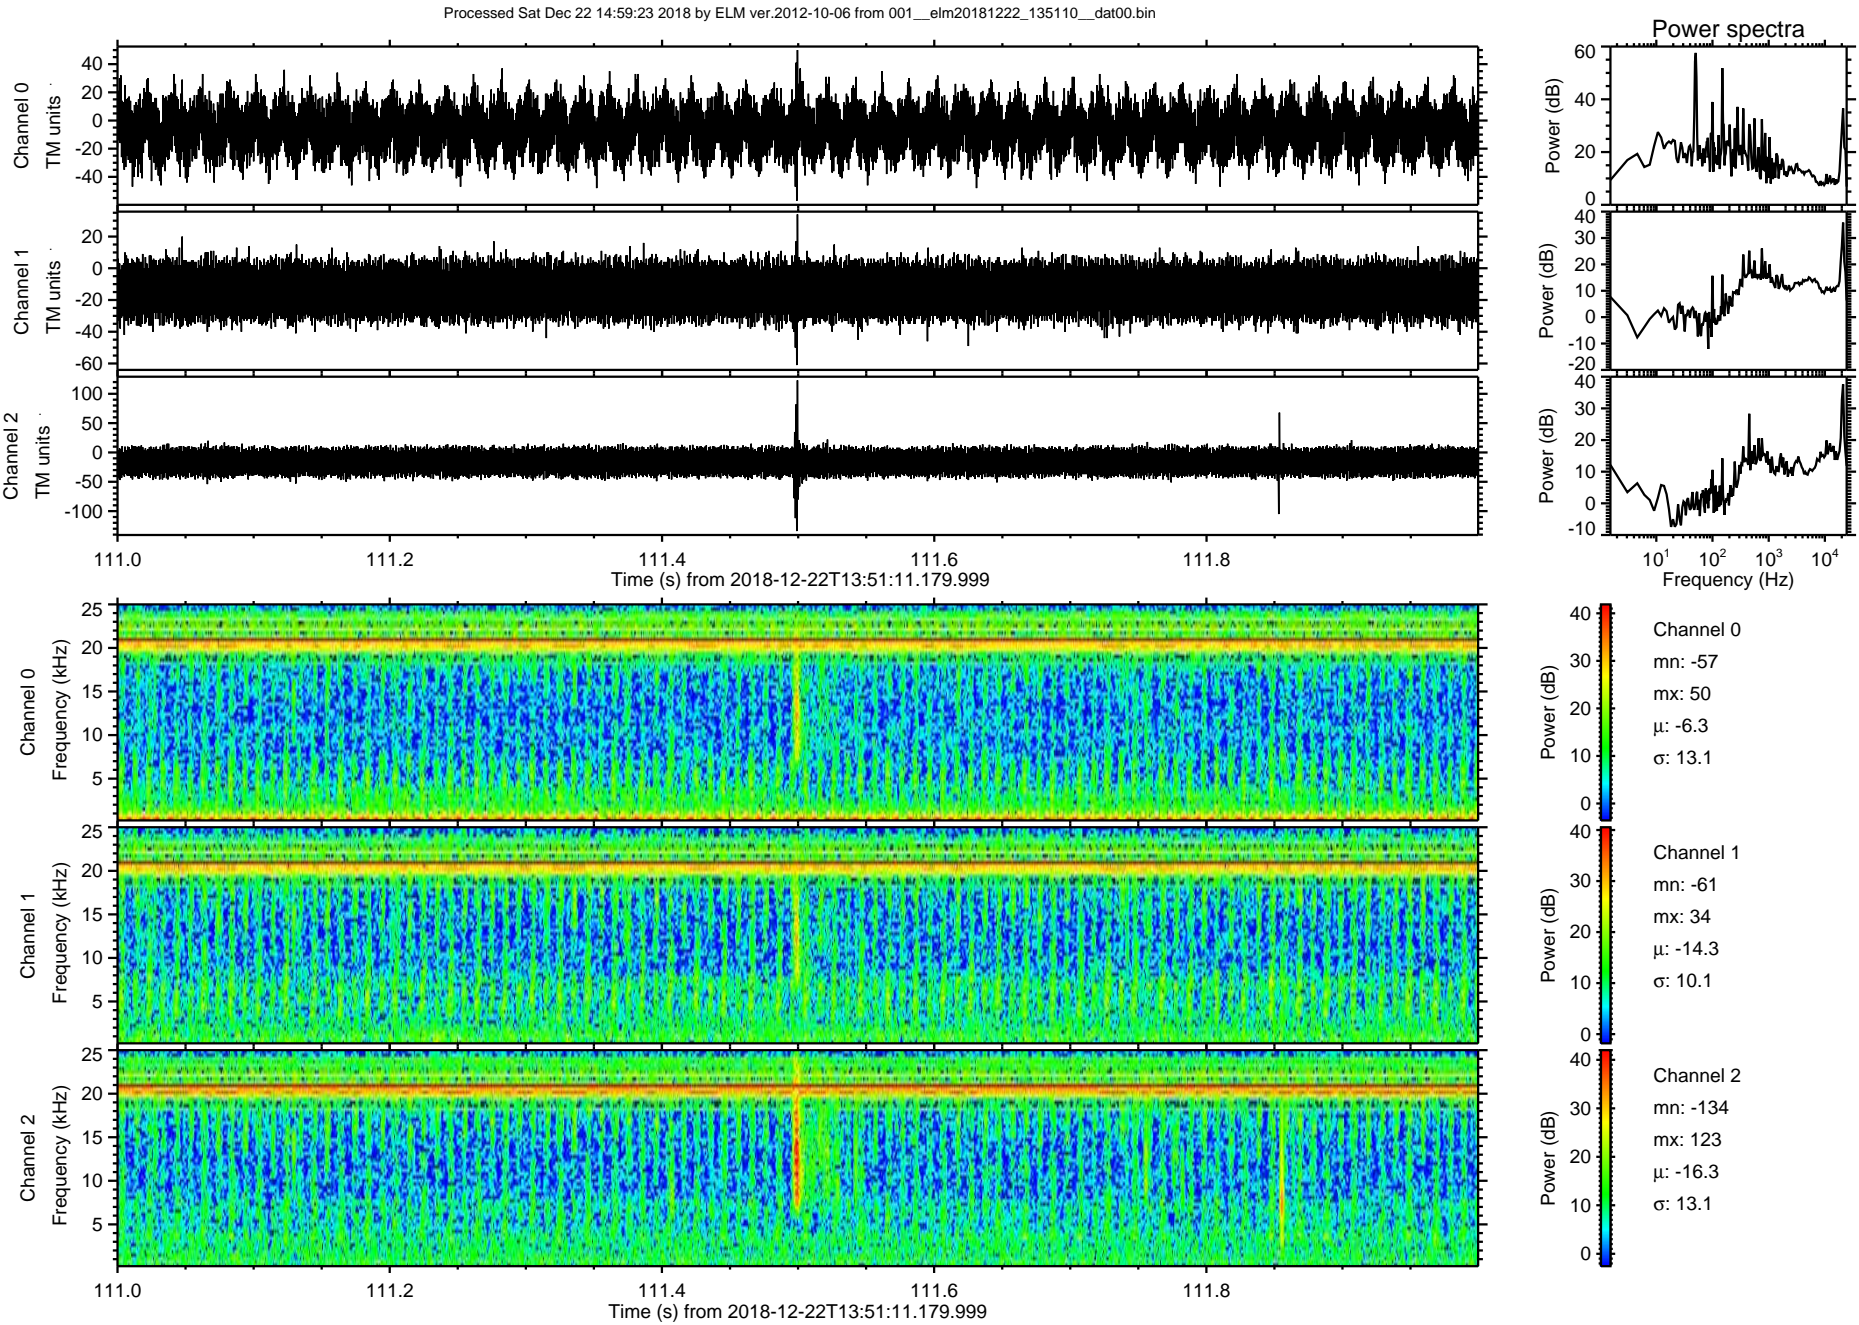 Processed Sat Dec 22 14:59:23 2018 by ELM ver.2012-10-06 from 001__elm20181222_135110__dat00.bin
Power spectra
Channel 0
TM units
40
20
0
-20
-40
Power (dB)
60
40
20
0
Channel 1
TM units
20
0
-20
-40
-60
Power (dB)
40
30
20
10
0
-10
-20
Channel 2
TM units
100
50
0
-50
-100
Power (dB)
40
30
20
10
0
-10
111.0 111.2 111.4 111.6 111.8
Time (s) from 2018-12-22T13:51:11.179.999
10¹ 10² 10³ 10⁴
Frequency (Hz)
Channel 0
Frequency (kHz)
25
20
15
10
5
Power (dB)
40
30
20
10
0
Channel 0
mn: -57
mx: 50
μ: -6.3
σ: 13.1
Channel 1
Frequency (kHz)
25
20
15
10
5
Power (dB)
40
30
20
10
0
Channel 1
mn: -61
mx: 34
μ: -14.3
σ: 10.1
Channel 2
Frequency (kHz)
25
20
15
10
5
Power (dB)
40
30
20
10
0
Channel 2
mn: -134
mx: 123
μ: -16.3
σ: 13.1
111.0 111.2 111.4 111.6 111.8
Time (s) from 2018-12-22T13:51:11.179.999